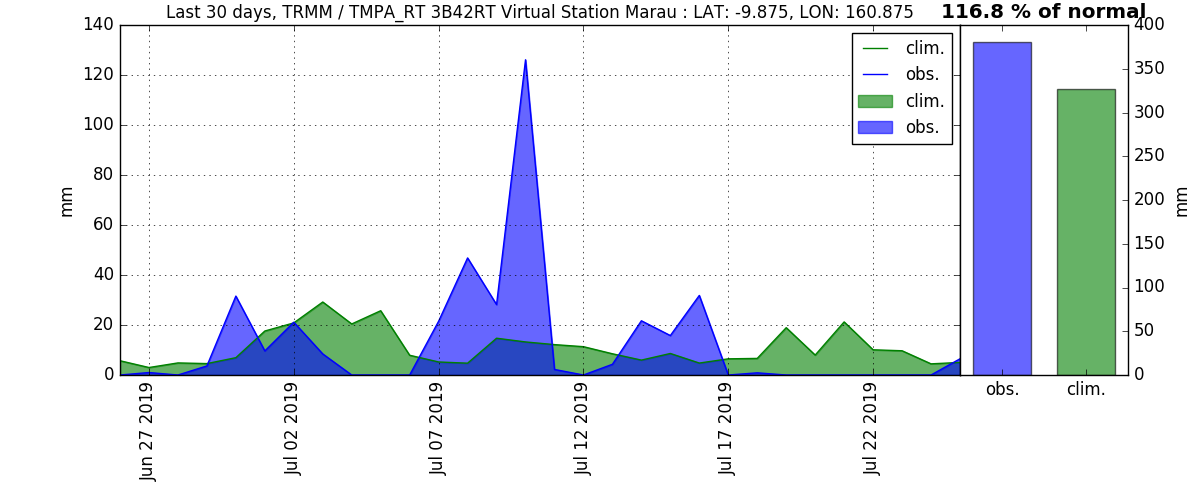 Last 30 days, TRMM / TMPA_RT 3B42RT Virtual Station Marau : LAT: -9.875, LON: 160.875
116.8 % of normal
140
120
100
80
60
40
20
0
mm
clim.
obs.
clim.
obs.
Jun 27 2019
Jul 02 2019
Jul 07 2019
Jul 12 2019
Jul 17 2019
Jul 22 2019
400
350
300
250
200
150
100
50
0
mm
obs.
clim.